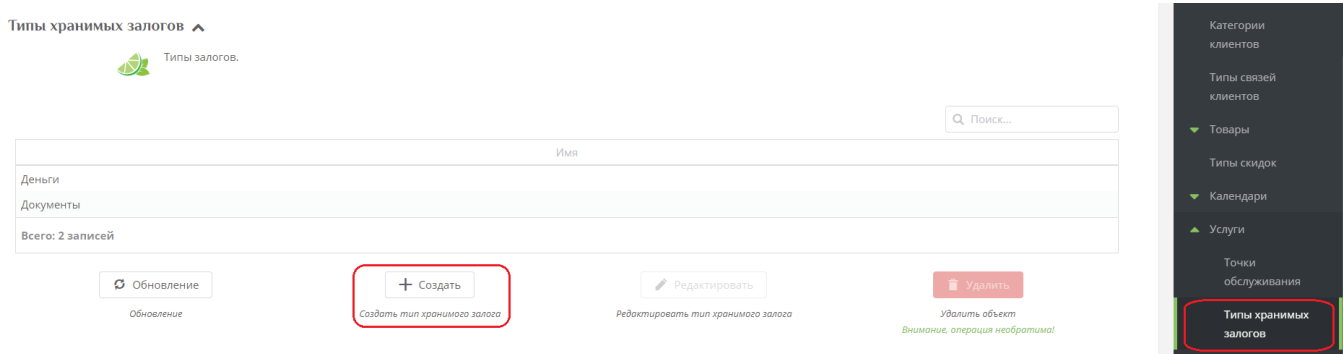 Типы хранимых залогов
Типы залогов.
Поиск...
Имя
Деньги
Документы
Всего: 2 записей
Обновление
Создать
Редактировать
Удалить
Обновление
Создать тип хранимого залога
Редактировать тип хранимого залога
Удалить объект
Внимание, операция необратима!
Категории
клиентов
Типы связей
клиентов
Товары
Типы скидок
Календари
Услуги
Точки
обслуживания
Типы хранимых
залогов